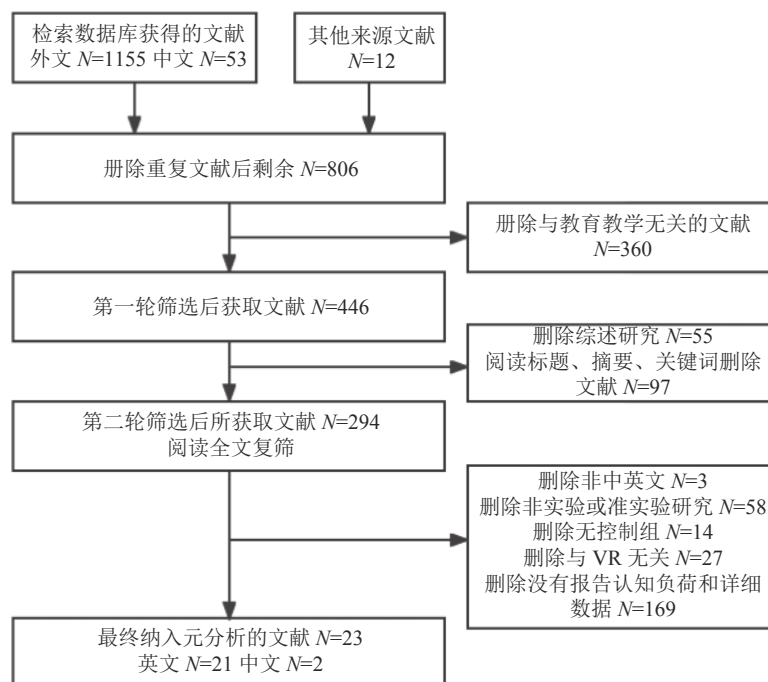 检索数据库获得的文献
外文 N=1155 中文 N=53
其他来源文献
N=12
册除重复文献后剩余 N=806
册除与教育教学无关的文献
N=360
第一轮筛选后获取文献 N=446
删除综述研究 N=55
阅读标题、摘要、关键词删除
文献 N=97
第二轮筛选后所获取文献 N=294
阅读全文复筛
删除非中英文 N=3
删除非实验或准实验研究 N=58
删除无控制组 N=14
删除与 VR 无关 N=27
删除没有报告认知负荷和详细
数据 N=169
最终纳入元分析的文献 N=23
英文 N=21 中文 N=2